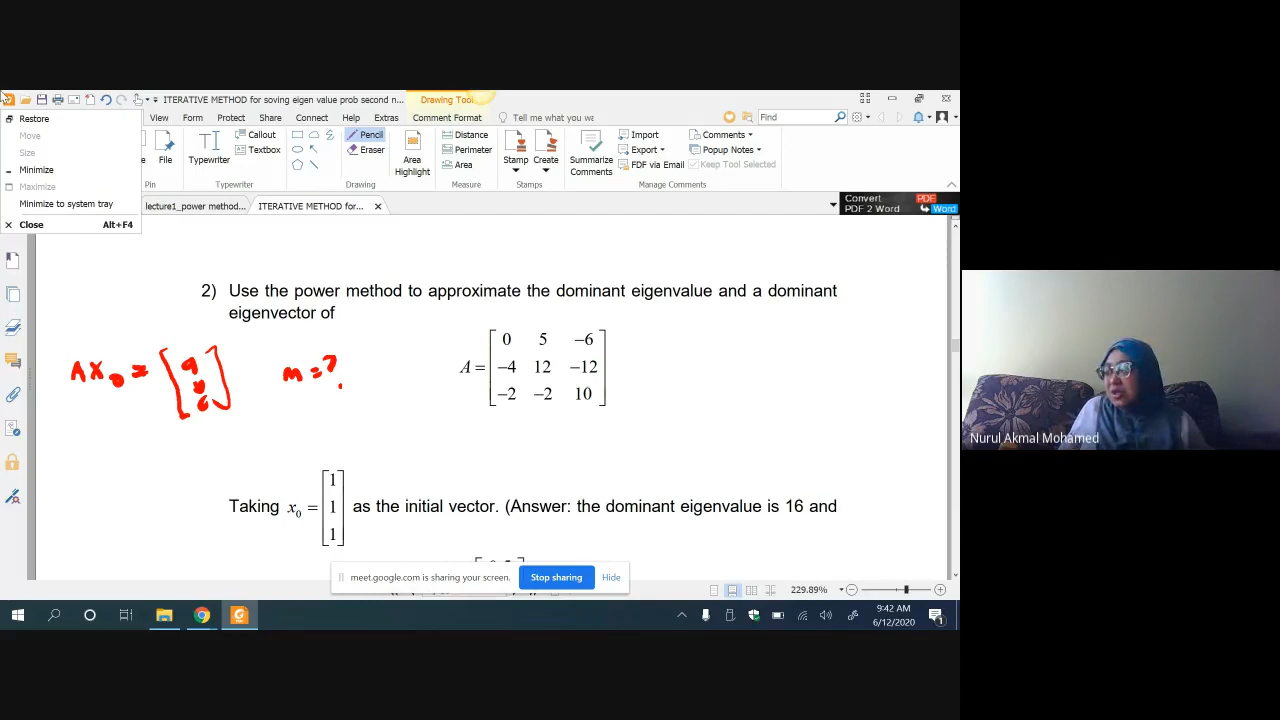 ITERATIVE METHOD for soving eigen value prob second n...
Drawing Tool
Restore
Move
Size
Minimize
Maximize
Minimize to system tray
Close Alt+F4
View Form Protect Share Connect Help Extras Comment Format Tell me what you we
Find
File
Pin
Typewriter
Callout
Textbox
Typewriter
Pencil
Eraser
Drawing
Area Highlight
Distance
Perimeter
Area
Measure
Stamp
Create
Summarize Comments
Import
Export
FDF via Email
Comments
Popup Notes
Keep Tool Selected
Manage Comments
lecture1_power method...
ITERATIVE METHOD for...
Convert
PDF 2 Word
PDF
Word
2) Use the power method to approximate the dominant eigenvalue and a dominant
eigenvector of
A = [0 5 −6
−4 12 −12
−2 −2 10]
m = ?
Taking x0 = [1
1
1] as the initial vector. (Answer: the dominant eigenvalue is 16 and
meet.google.com is sharing your screen.
Stop sharing
Hide
229.89%
9:42 AM
6/12/2020
1
Nurul Akmal Mohamed